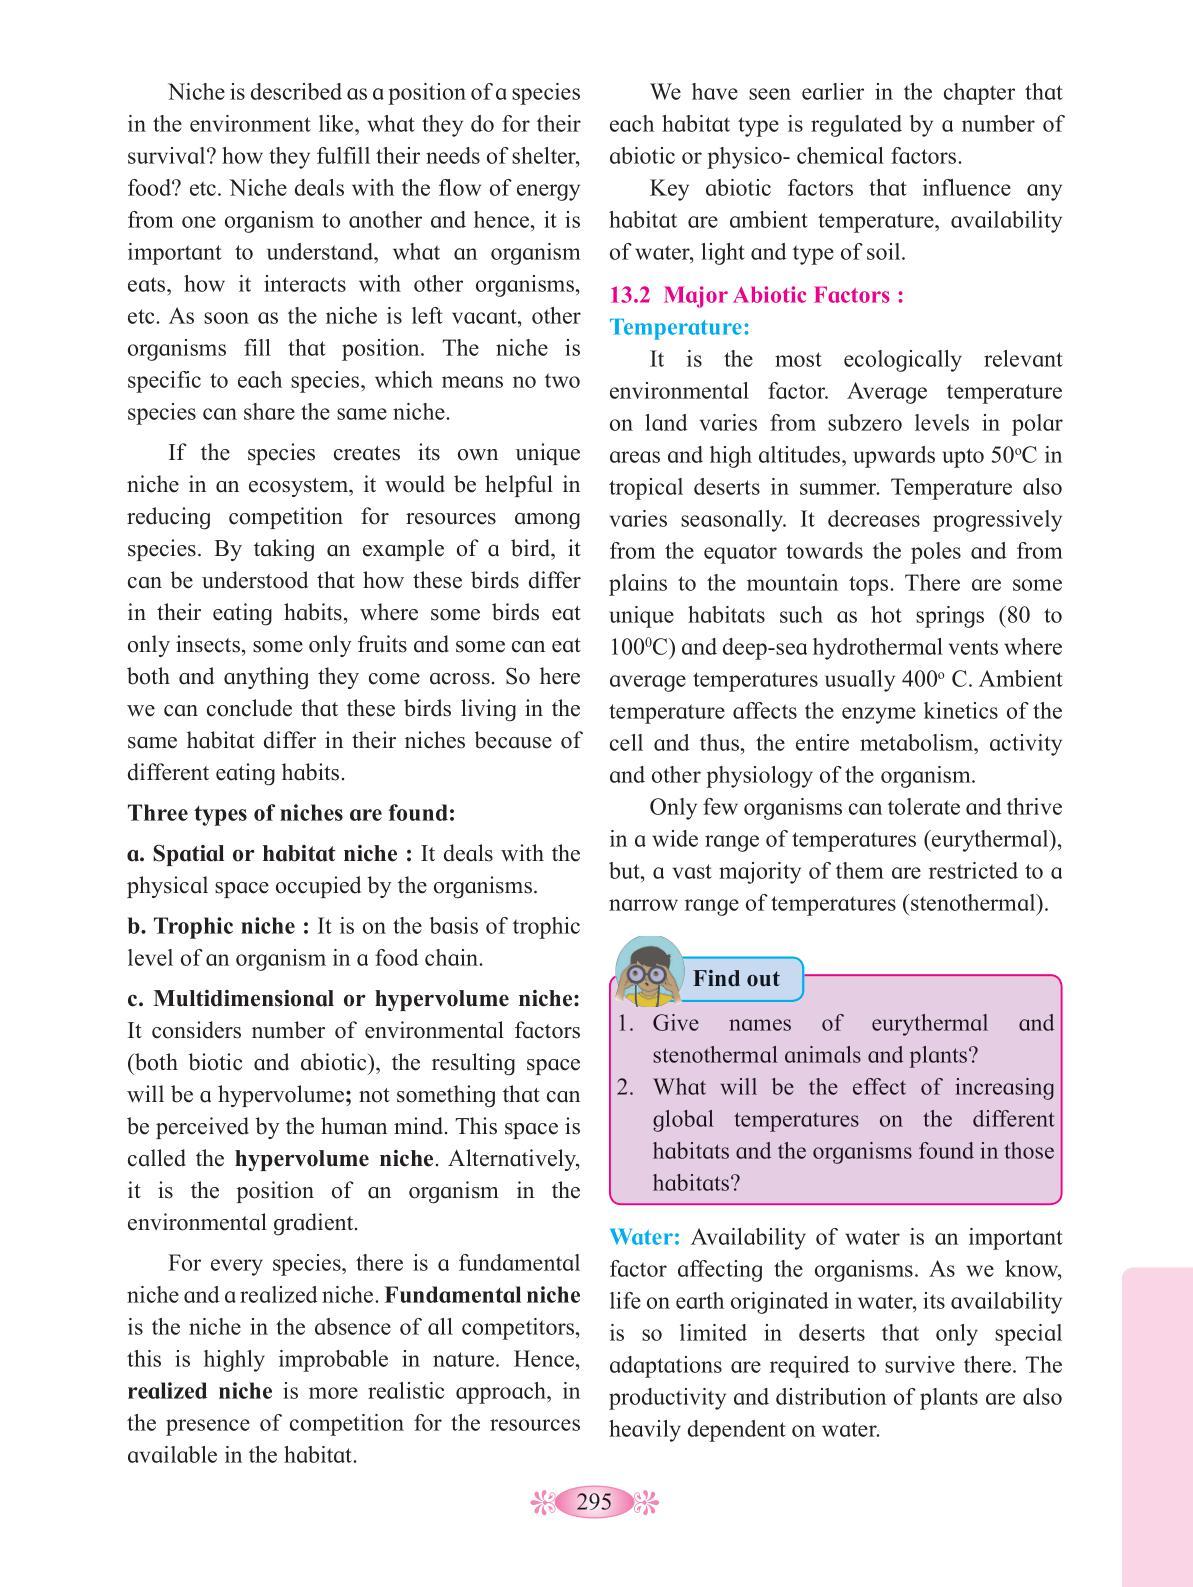 Niche is described as a position of a species
in the environment like, what they do for their
survival? how they fulfill their needs of shelter,
food? etc. Niche deals with the flow of energy
from one organism to another and hence, it is
important to understand, what an organism
eats, how it interacts with other organisms,
etc. As soon as the niche is left vacant, other
organisms fill that position. The niche is
specific to each species, which means no two
species can share the same niche.
If the species creates its own unique
niche in an ecosystem, it would be helpful in
reducing competition for resources among
species. By taking an example of a bird, it
can be understood that how these birds differ
in their eating habits, where some birds eat
only insects, some only fruits and some can eat
both and anything they come across. So here
we can conclude that these birds living in the
same habitat differ in their niches because of
different eating habits.
Three types of niches are found:
a. Spatial or habitat niche : It deals with the
physical space occupied by the organisms.
b. Trophic niche : It is on the basis of trophic
level of an organism in a food chain.
c. Multidimensional or hypervolume niche:
It considers number of environmental factors
(both biotic and abiotic), the resulting space
will be a hypervolume; not something that can
be perceived by the human mind. This space is
called the hypervolume niche. Alternatively,
it is the position of an organism in the
environmental gradient.
For every species, there is a fundamental
niche and a realized niche. Fundamental niche
is the niche in the absence of all competitors,
this is highly improbable in nature. Hence,
realized niche is more realistic approach, in
the presence of competition for the resources
available in the habitat.
We have seen earlier in the chapter that
each habitat type is regulated by a number of
abiotic or physico- chemical factors.
Key abiotic factors that influence any
habitat are ambient temperature, availability
of water, light and type of soil.
13.2 Major Abiotic Factors :
Temperature:
It is the most ecologically relevant
environmental factor. Average temperature
on land varies from subzero levels in polar
areas and high altitudes, upwards upto 50ºC in
tropical deserts in summer. Temperature also
varies seasonally. It decreases progressively
from the equator towards the poles and from
plains to the mountain tops. There are some
unique habitats such as hot springs (80 to
100⁰C) and deep-sea hydrothermal vents where
average temperatures usually 400º C. Ambient
temperature affects the enzyme kinetics of the
cell and thus, the entire metabolism, activity
and other physiology of the organism.
Only few organisms can tolerate and thrive
in a wide range of temperatures (eurythermal),
but, a vast majority of them are restricted to a
narrow range of temperatures (stenothermal).
Find out
1. Give names of eurythermal and
stenothermal animals and plants?
2. What will be the effect of increasing
global temperatures on the different
habitats and the organisms found in those
habitats?
Water: Availability of water is an important
factor affecting the organisms. As we know,
life on earth originated in water, its availability
is so limited in deserts that only special
adaptations are required to survive there. The
productivity and distribution of plants are also
heavily dependent on water.
295